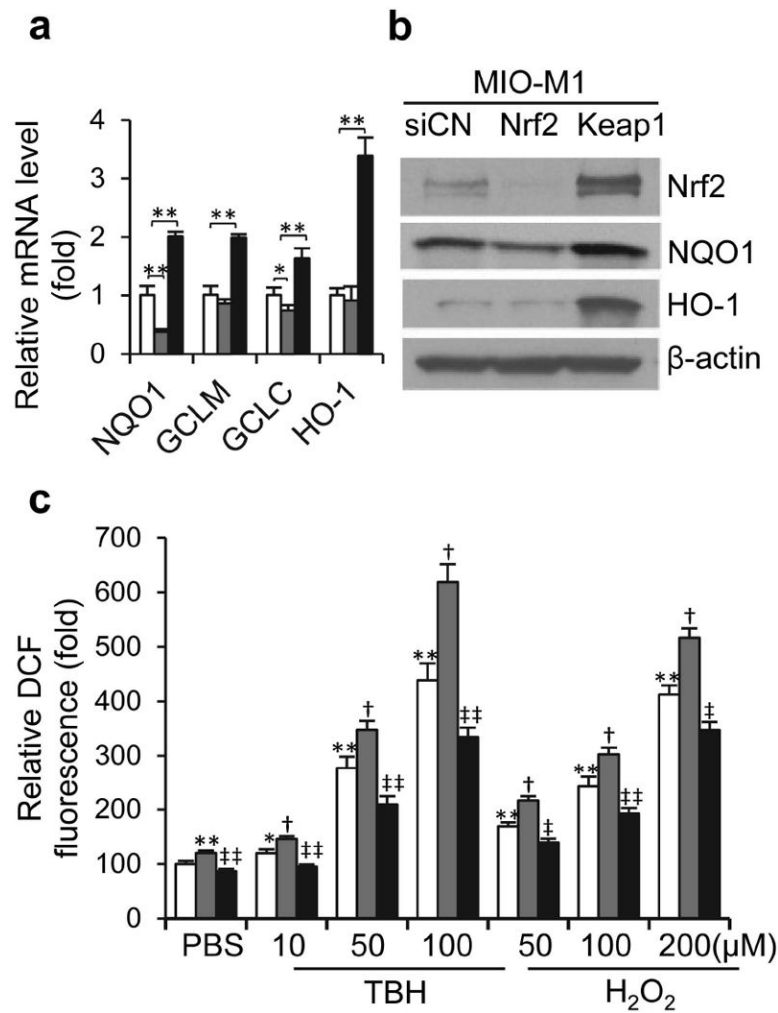 a
Relative mRNA level
(fold)
4
3
2
1
0
** ** ** * ** **
NQO1
GCLM
GCLC
HO-1
b
MIO-M1
siCN Nrf2 Keap1
Nrf2
NQO1
HO-1
β-actin
c
Relative DCF
fluorescence (fold)
700
600
500
400
300
200
100
0
** ‡‡ * † ‡‡ ** † ‡‡ ** † ‡‡ ** † ‡ ** † ‡‡ ** † ‡
PBS 10 50 100 50 100 200(μM)
TBH H₂O₂